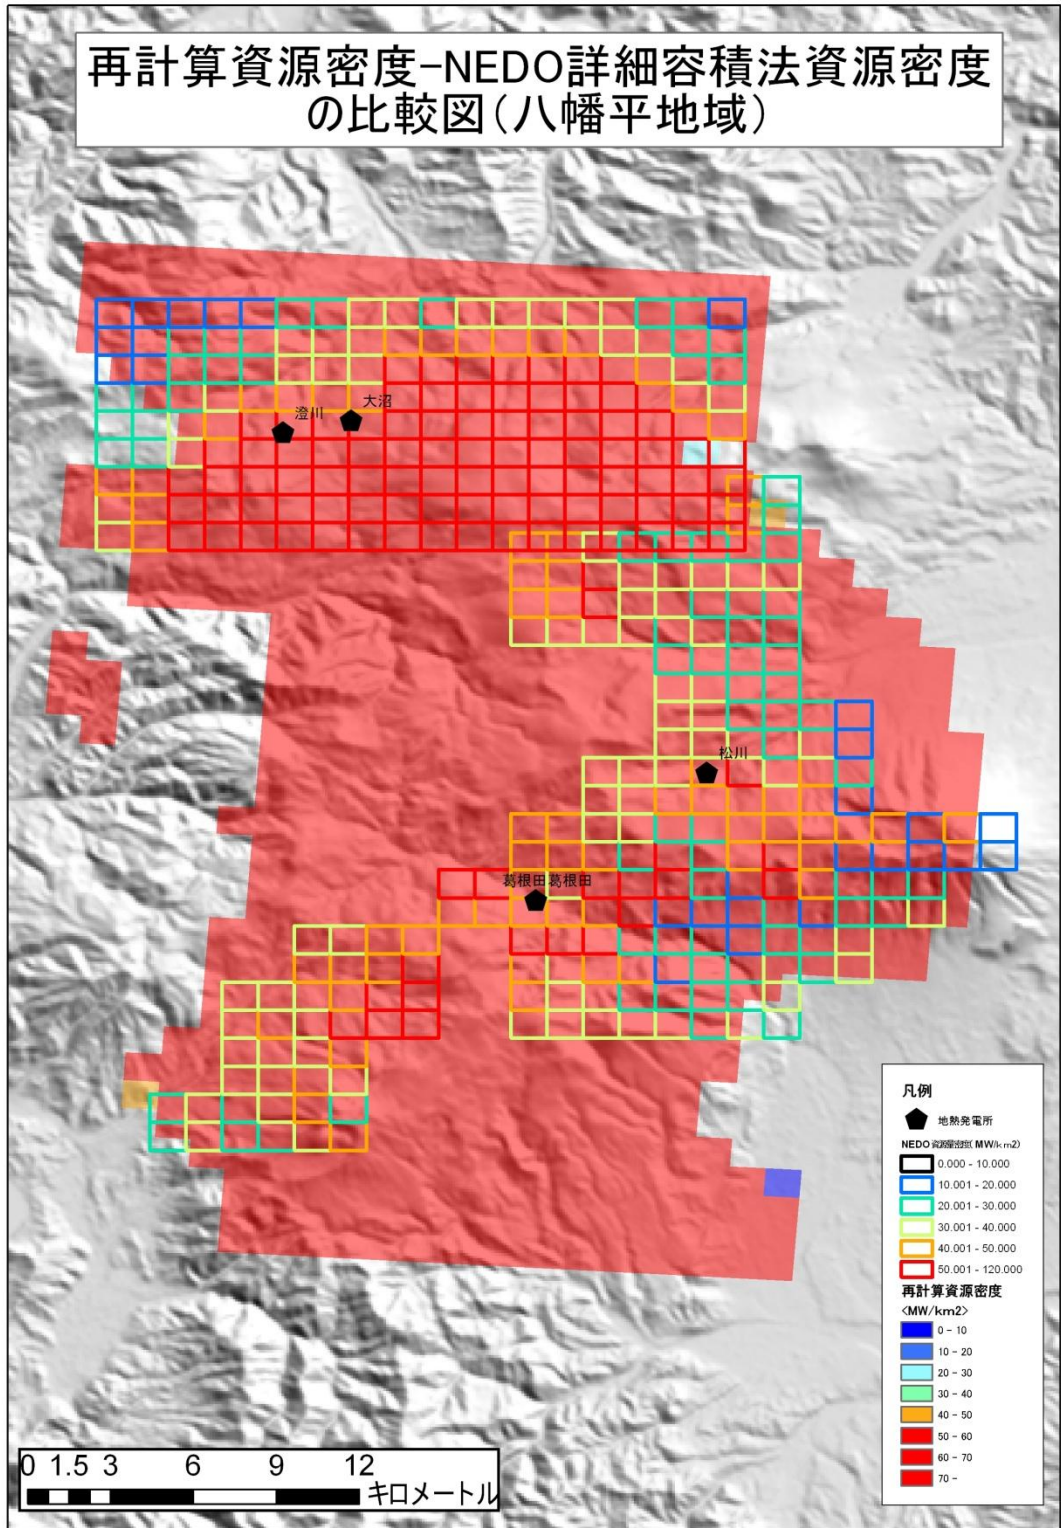 再計算資源密度-NEDO詳細容積法資源密度
の比較図(八幡平地域)
澄川
大沼
松川
葛根田葛根田
凡例
地熱発電所
NEDO資源量密度(MW/km2)
0.000 - 10.000
10.001 - 20.000
20.001 - 30.000
30.001 - 40.000
40.001 - 50.000
50.001 - 120.000
再計算資源密度
<MW/km2>
0 - 10
10 - 20
20 - 30
30 - 40
40 - 50
50 - 60
60 - 70
70 -
0 1.5 3 6 9 12
キロメートル